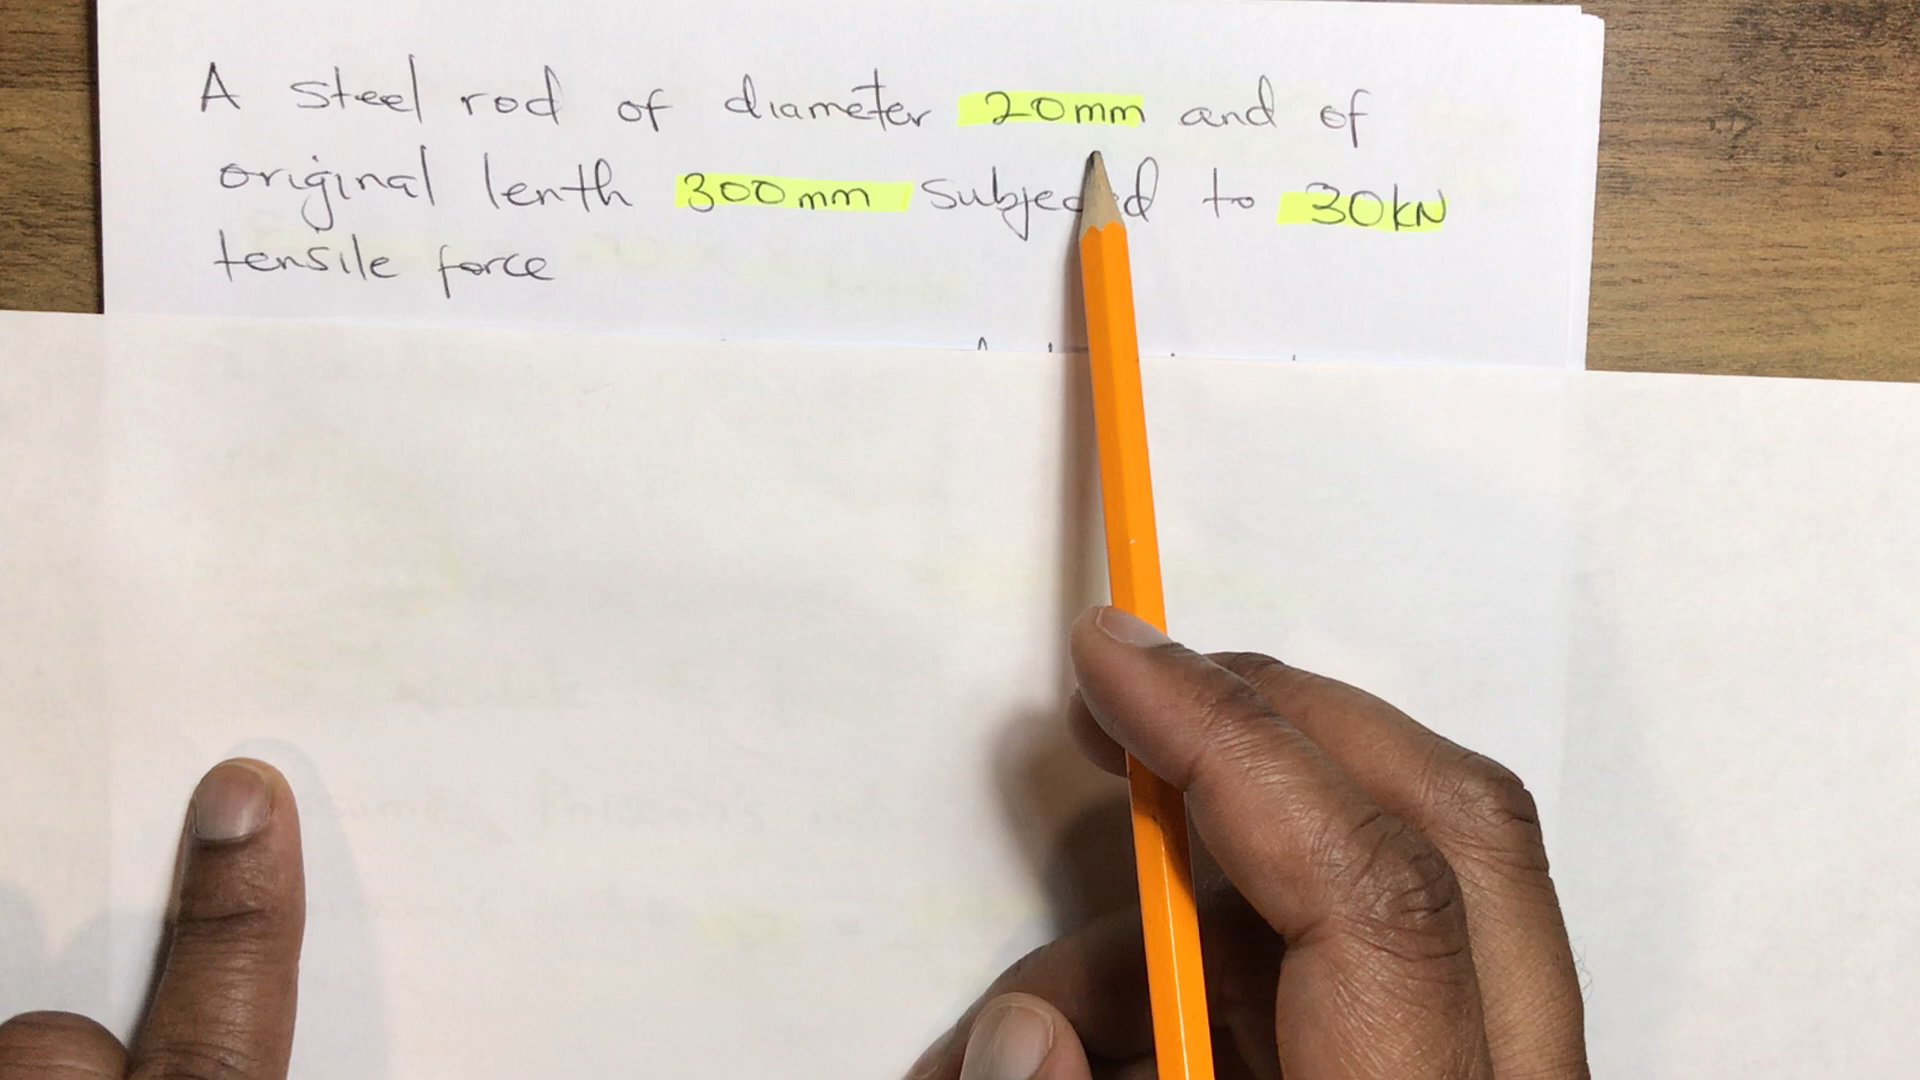 A steel rod of diameter 20mm and of
original lenth 300mm subjected to 30kN
tensile force